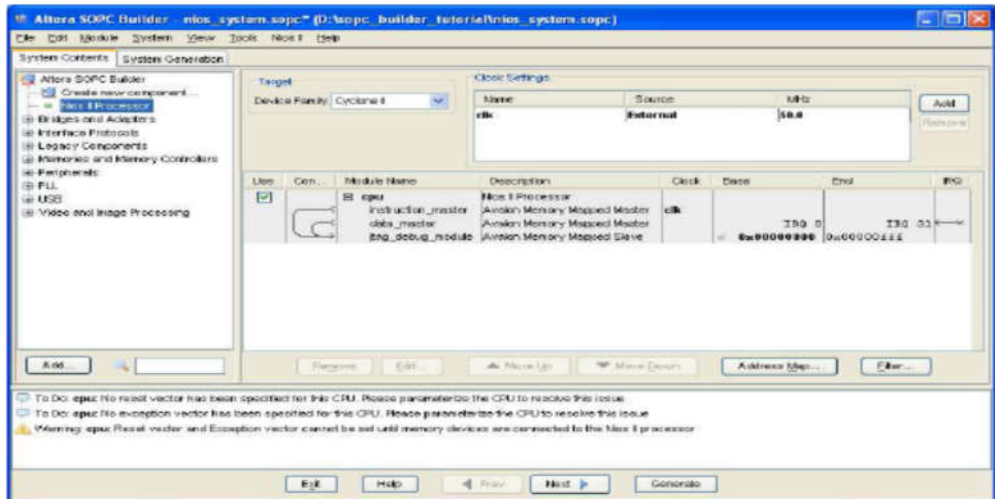 Altera SOPC Builder - nios_system.sopc* (D:\sopc_builder_tutorial\nios_system.sopc)
File Edit Module System View Tools Nios II Help
System Contents System Generation
Altera SOPC Builder
Create new component...
Nios II Processor
Bridges and Adapters
Interface Protocols
Legacy Components
Memories and Memory Controllers
Peripherals
PLL
USB
Video and Image Processing
Add...
Target
Device Family: Cyclone II
Clock Settings
Name Source MHz
clk External 50.0
Add
Remove
Use Con... Module Name Description Clock Base End IRQ
cpu Nios II Processor
instruction_master Avalon Memory Mapped Master clk
data_master Avalon Memory Mapped Master IRQ 0 IRQ 31
jtag_debug_module Avalon Memory Mapped Slave 0x00000800 0x00000fff
Remove Edit... Move Up Move Down Address Map... Filter...
To Do: cpu: No reset vector has been specified for this CPU. Please parameterize the CPU to resolve this issue
To Do: cpu: No exception vector has been specified for this CPU. Please parameterize the CPU to resolve this issue
Warning: cpu: Reset vector and Exception vector cannot be set until memory devices are connected to the Nios II processor
Exit Help Prev Next Generate